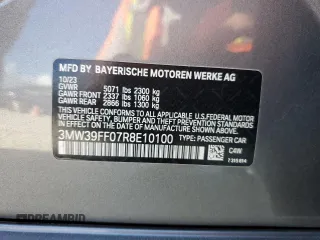 MFD BY BAYERISCHE MOTOREN WERKE AG
10/23
GVWR 5071 lbs 2300 kg
GAWR FRONT 2337 lbs 1060 kg
GAWR REAR 2866 lbs 1300 kg
THIS VEHICLE CONFORMS TO ALL APPLICABLE
U.S. FEDERAL MOTOR VEHICLE SAFETY, BUMPER
AND THEFT PREVENTION STANDARDS IN EFFECT ON
THE DATE OF MANUFACTURE SHOWN ABOVE.
3MW39FF07R8E10100 TYPE: PASSENGER CAR
C4W
© DREAMBID